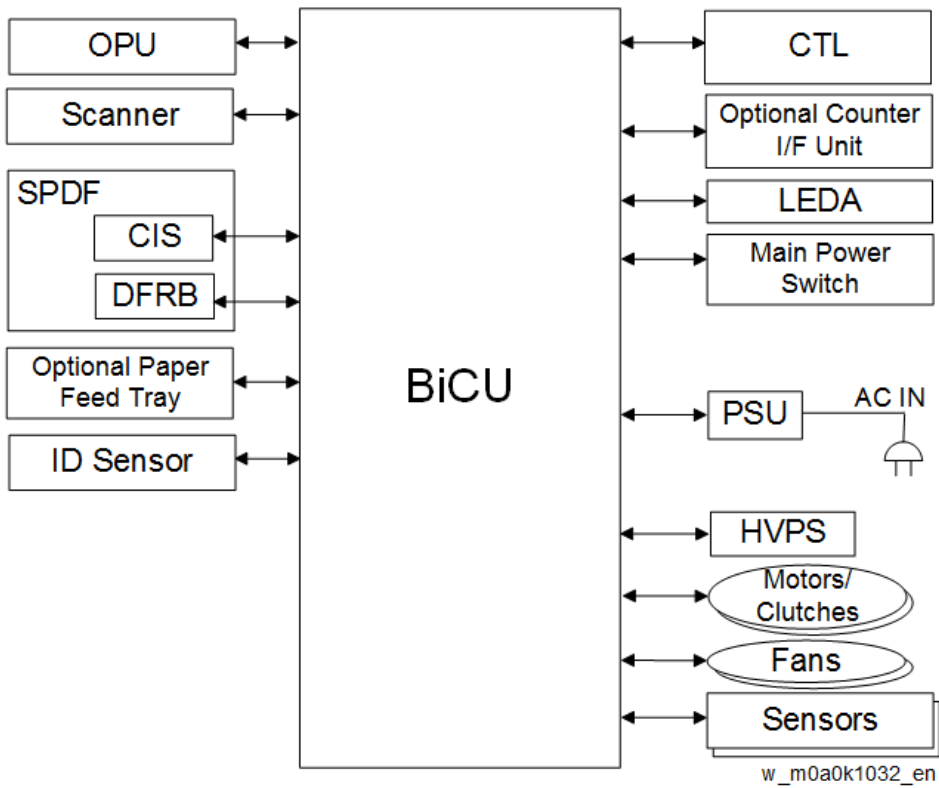 OPU
Scanner
SPDF
CIS
DFRB
Optional Paper
Feed Tray
ID Sensor
BiCU
CTL
Optional Counter
I/F Unit
LEDA
Main Power
Switch
PSU
AC IN
HVPS
Motors/
Clutches
Fans
Sensors
w_m0a0k1032_en